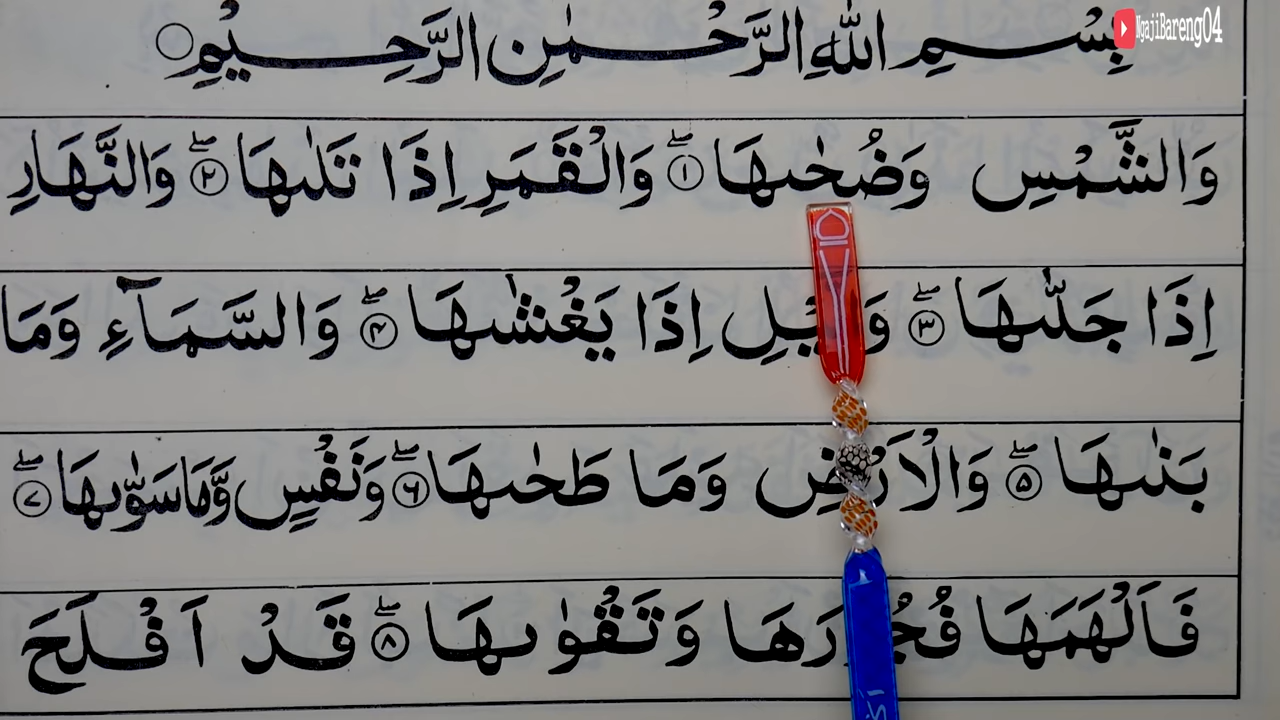 NgajiBareng04
بِسْمِ اللّٰهِ الرَّحْمٰنِ الرَّحِيْمِ
وَالشَّمْسِ وَضُحٰىهَا ۖ ١ وَالْقَمَرِ اِذَا تَلٰىهَا ۖ ٢ وَالنَّهَارِ
اِذَا جَلّٰىهَا ۖ ٣ اِذَا يَغْشٰىهَا ۖ ٤ وَالسَّمَاۤءِ وَمَا
بَنٰىهَا ۖ ٥ وَالْاَرْضِ وَمَا طَحٰىهَا ۖ ٦ وَنَفْسٍ وَّمَا سَوّٰىهَا ۖ ٧
فَاَلْهَمَهَا وَتَقْوٰىهَا ۖ ٨ قَدْ اَفْلَحَ